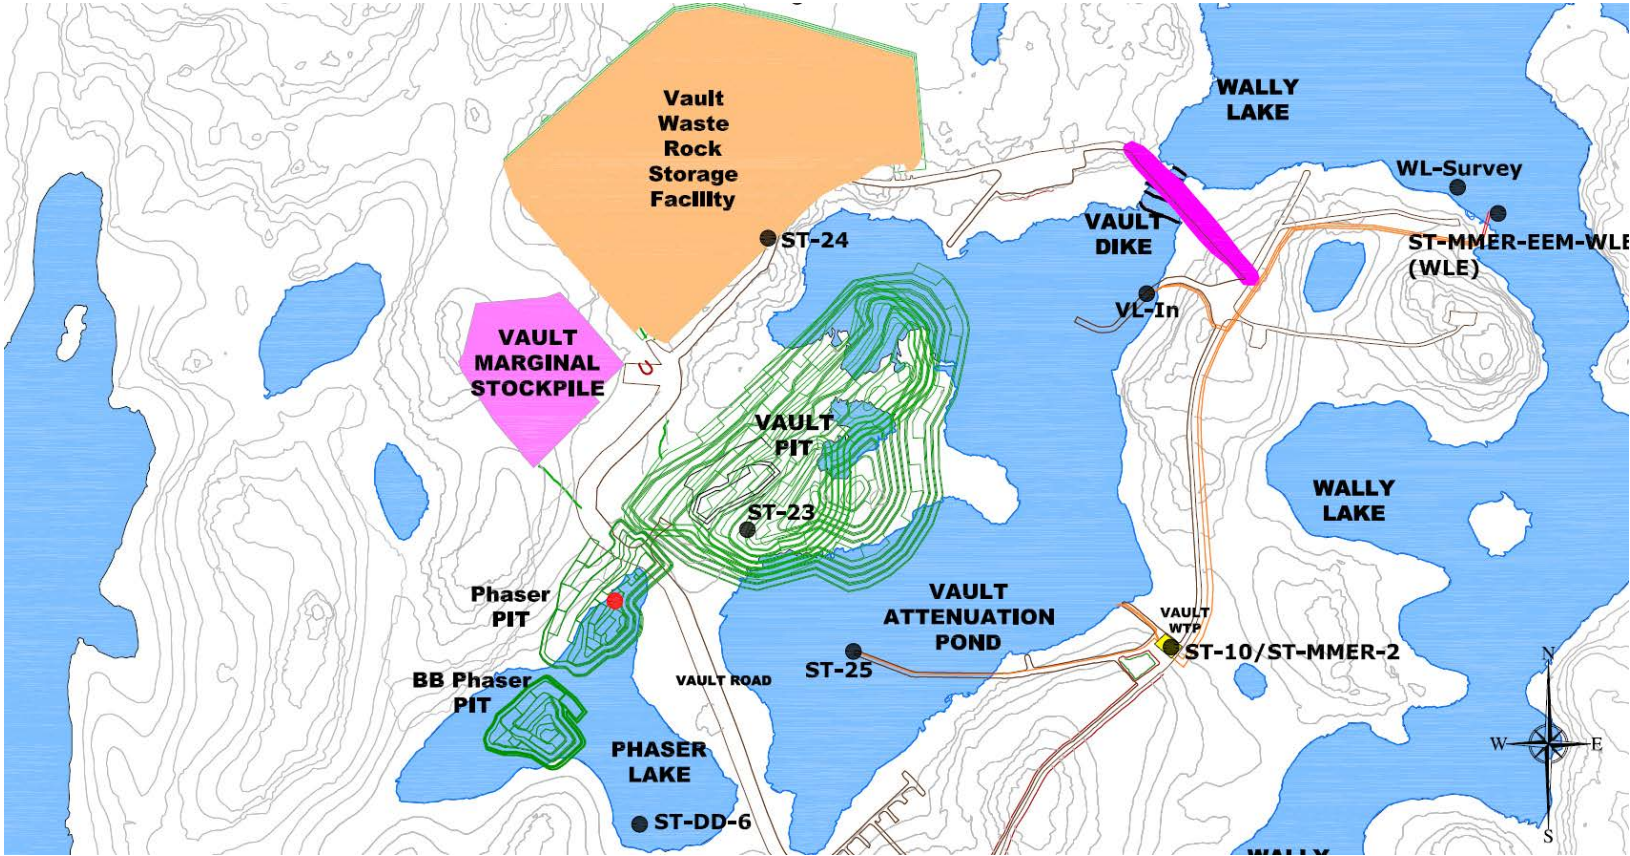 Vault
Waste
Rock
Storage
Facility
WALLY
LAKE
WL-Survey
ST-MMER-EEM-WLE
(WLE)
VAULT
DIKE
ST-24
VL-In
VAULT
MARGINAL
STOCKPILE
VAULT
PIT
WALLY
LAKE
ST-23
Phaser
PIT
VAULT
ATTENUATION
POND
VAULT
WTP
ST-10/ST-MMER-2
ST-25
BB Phaser
PIT
VAULT ROAD
PHASER
LAKE
ST-DD-6
N
W
E
S
WALLY